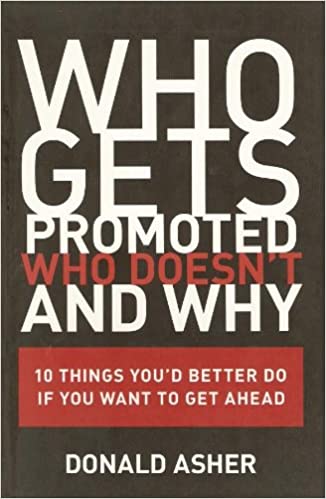 WHO
GETS
PROMOTED
WHO DOESN'T
AND WHY
10 THINGS YOU'D BETTER DO
IF YOU WANT TO GET AHEAD
DONALD ASHER